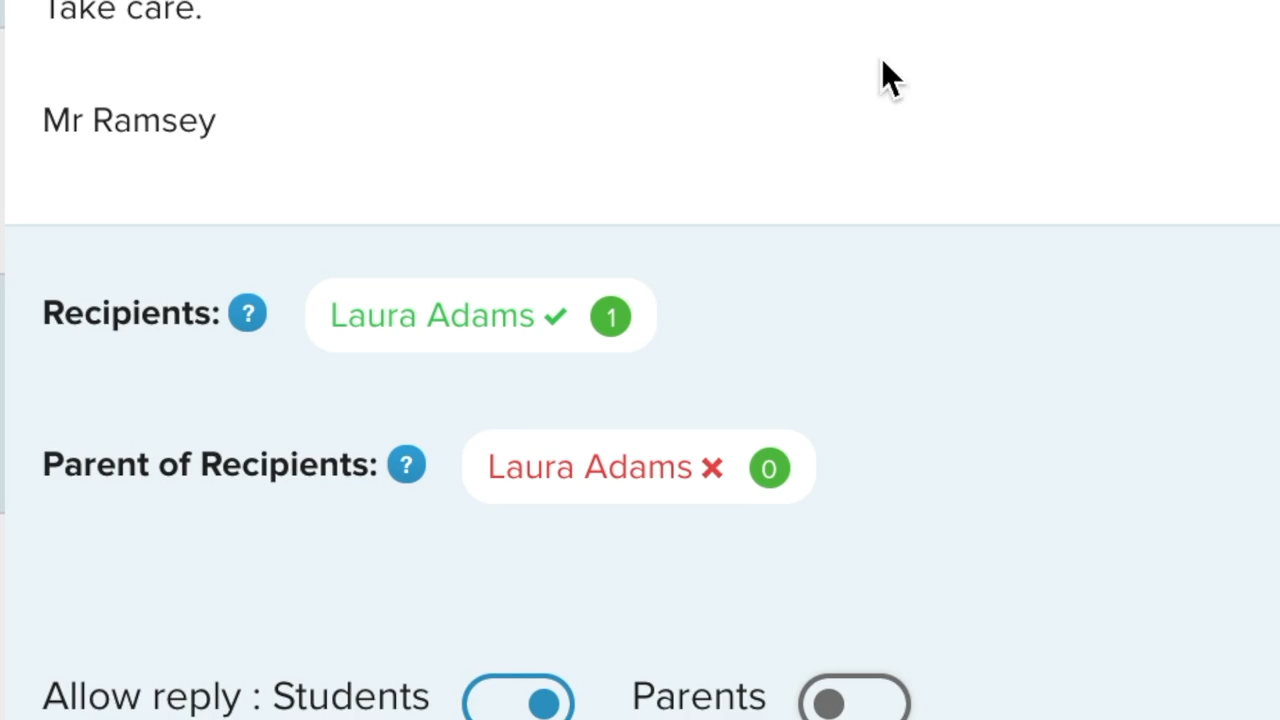 Take care.
Mr Ramsey
Recipients: ? Laura Adams ✔ 1
Parent of Recipients: ? Laura Adams ✖ 0
Allow reply : Students Parents